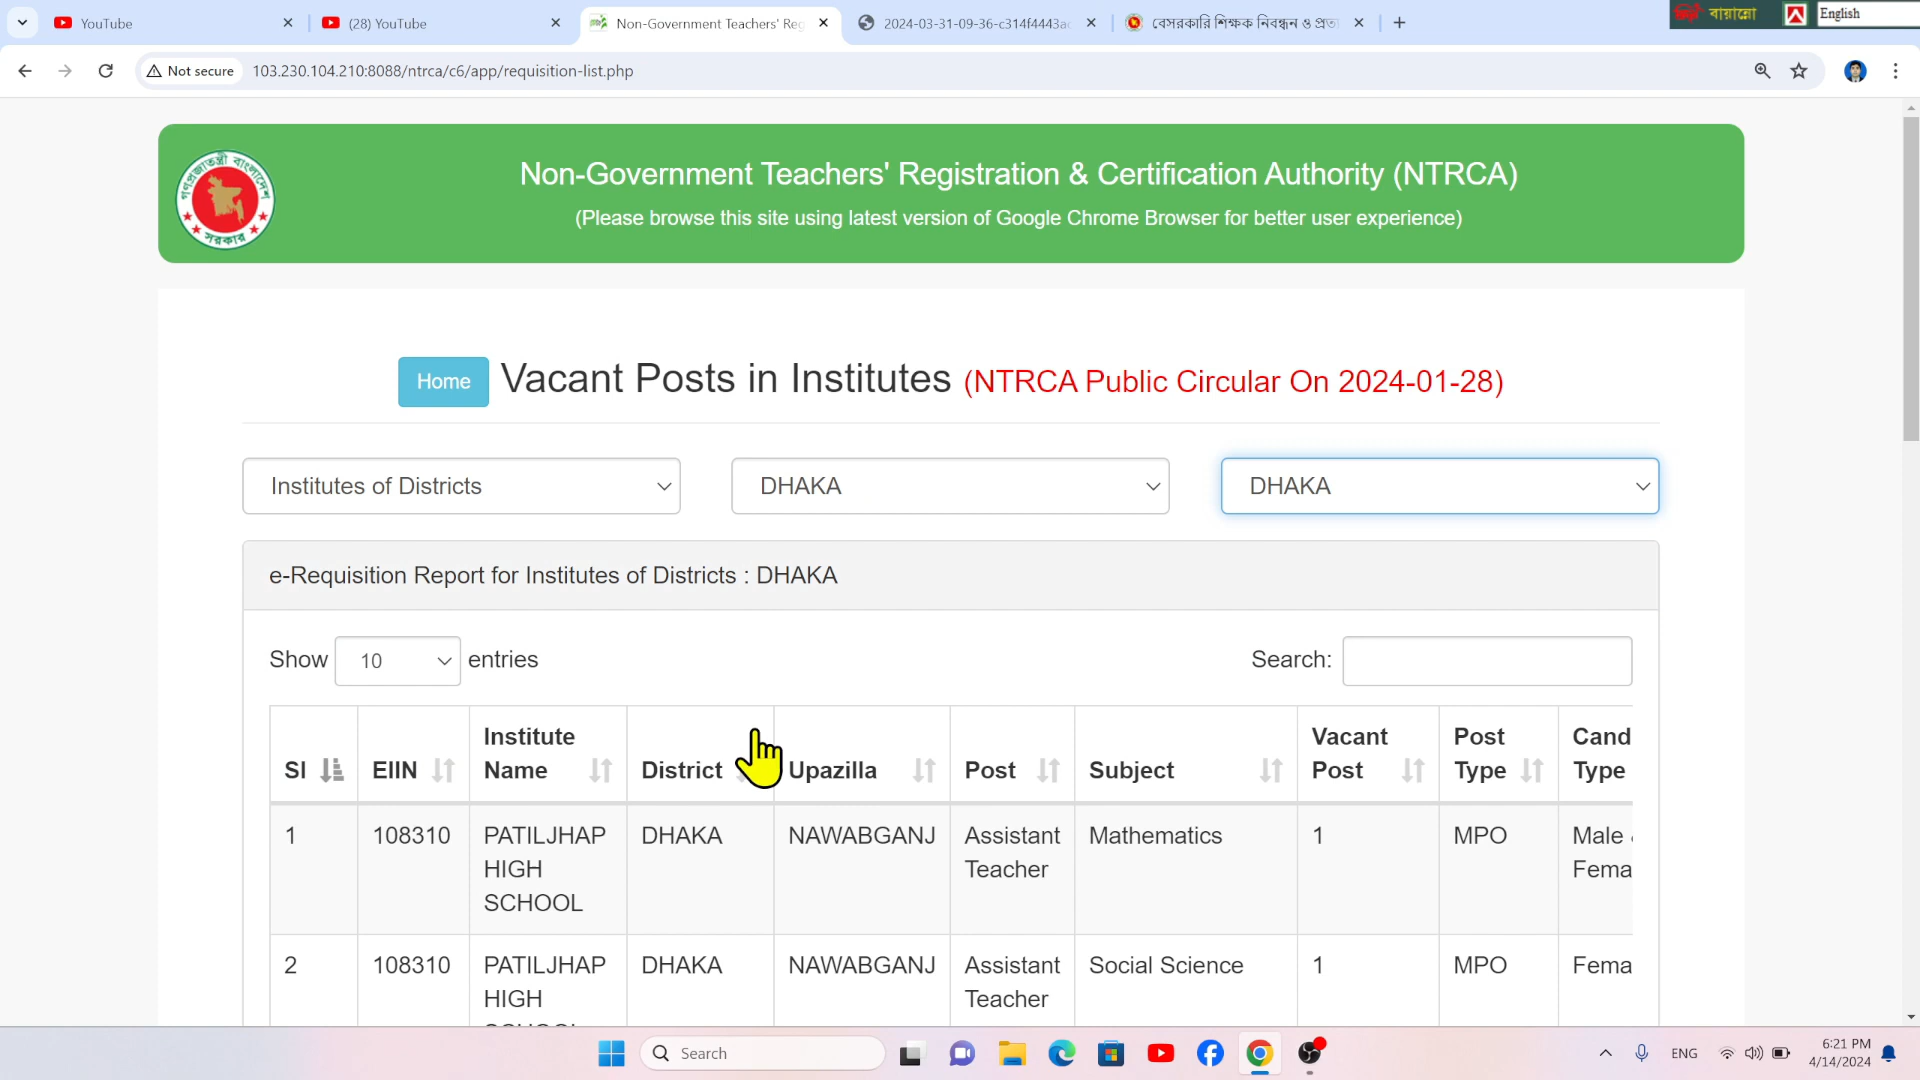 YouTube
(28) YouTube
Non-Government Teachers' Reg
2024-03-31-09-36-c314f4443ac
বেসরকারি শিক্ষক নিবন্ধন ও প্রত্য
English
Not secure
103.230.104.210:8088/ntrca/c6/app/requisition-list.php
গণপ্রজাতন্ত্রী বাংলাদেশ
সরকার
Non-Government Teachers' Registration & Certification Authority (NTRCA)
(Please browse this site using latest version of Google Chrome Browser for better user experience)
Home Vacant Posts in Institutes (NTRCA Public Circular On 2024-01-28)
Institutes of Districts DHAKA DHAKA
e-Requisition Report for Institutes of Districts : DHAKA
Show 10 entries Search:
Sl EIIN Institute Name District Upazilla Post Subject Vacant Post Post Type Cand Type
1 108310 PATILJHAP HIGH SCHOOL DHAKA NAWABGANJ Assistant Teacher Mathematics 1 MPO Male Fema
2 108310 PATILJHAP HIGH DHAKA NAWABGANJ Assistant Teacher Social Science 1 MPO Fema
Search
ENG
6:21 PM
4/14/2024